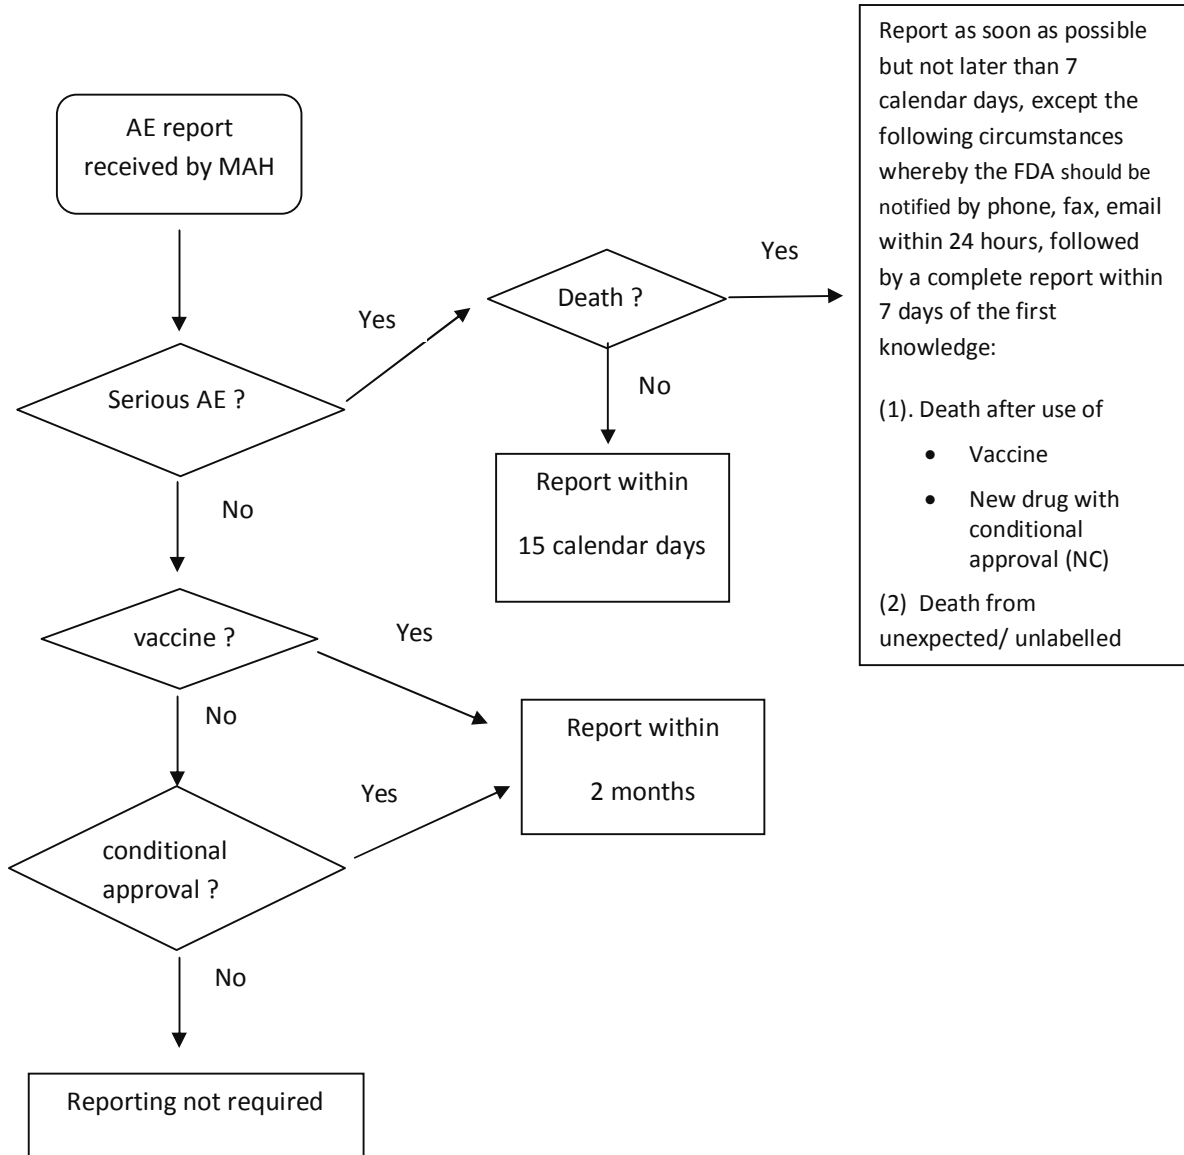 AE report
received by MAH
Serious AE ?
Yes
No
Death ?
Yes
No
Report as soon as possible
but not later than 7
calendar days, except the
following circumstances
whereby the FDA should be
notified by phone, fax, email
within 24 hours, followed
by a complete report within
7 days of the first
knowledge:
(1). Death after use of
• Vaccine
• New drug with
conditional
approval (NC)
(2) Death from
unexpected/ unlabelled
Report within
15 calendar days
vaccine ?
Yes
No
Report within
2 months
conditional
approval ?
Yes
No
Reporting not required